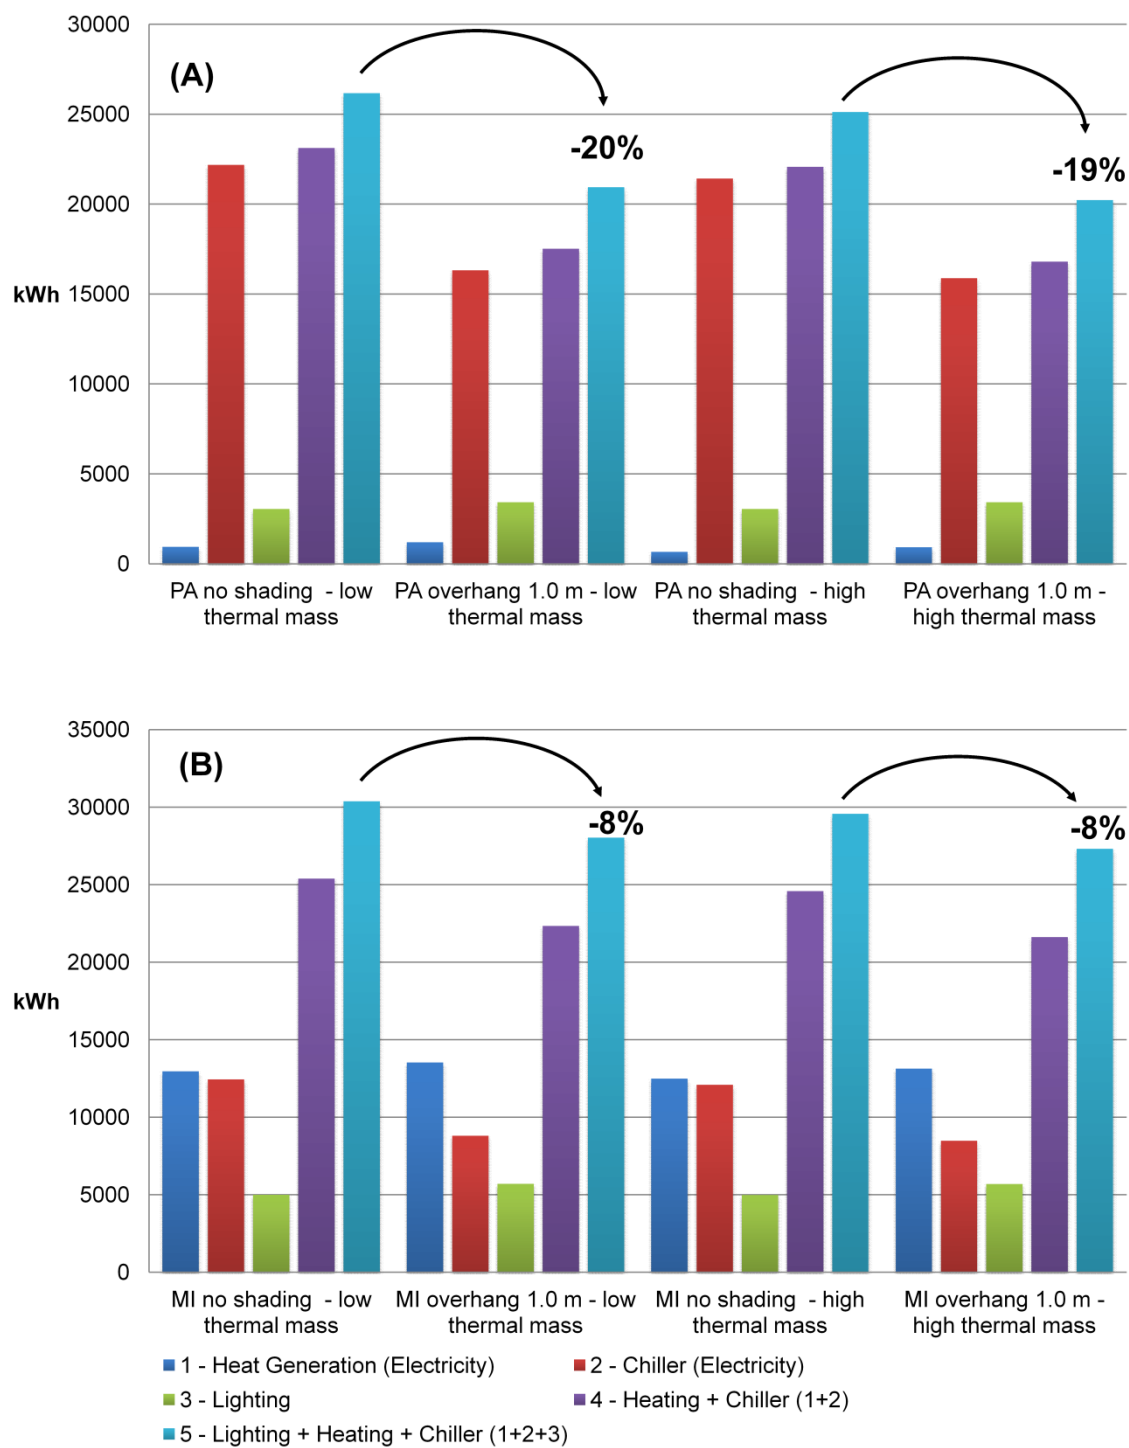 30000
(A)
25000
-20%
-19%
20000
kWh
15000
10000
5000
0
PA no shading - low thermal mass
PA overhang 1.0 m - low thermal mass
PA no shading - high thermal mass
PA overhang 1.0 m - high thermal mass
35000
(B)
30000
-8%
-8%
25000
20000
kWh
15000
10000
5000
0
MI no shading - low thermal mass
MI overhang 1.0 m - low thermal mass
MI no shading - high thermal mass
MI overhang 1.0 m - high thermal mass
1 - Heat Generation (Electricity)
2 - Chiller (Electricity)
3 - Lighting
4 - Heating + Chiller (1+2)
5 - Lighting + Heating + Chiller (1+2+3)